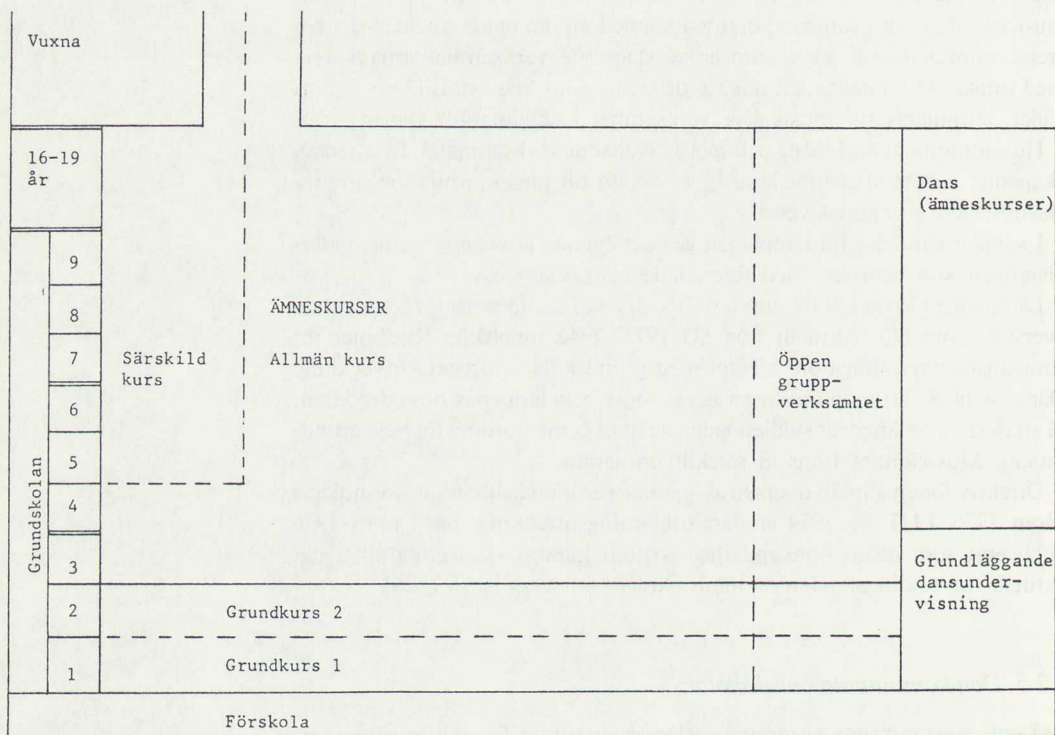 Vuxna
16-19
år
Dans
(ämneskurser)
9
8
7
6
5
4
3
2
1
Grundskolan
Särskild
kurs
ÄMNESKURSER
Allmän kurs
Öppen
grupp-
verksamhet
Grundläggande
dansunder-
visning
Grundkurs 2
Grundkurs 1
Förskola